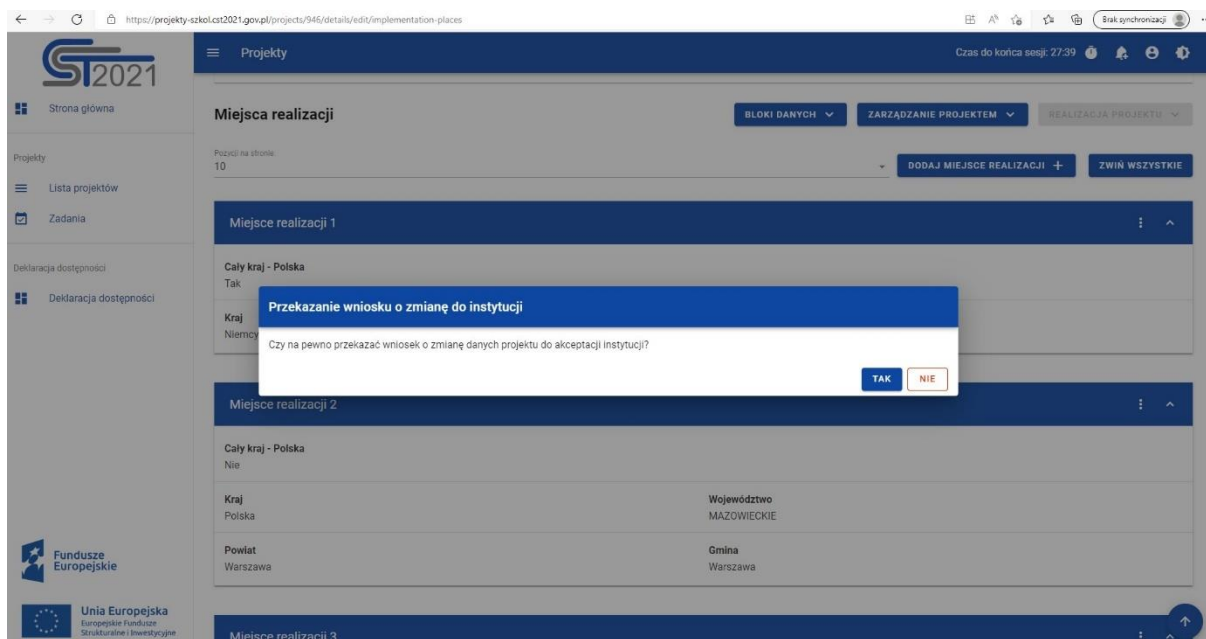 https://projekty-szkol.cst2021.gov.pl/projects/946/details/edit/implementation-places
Brak synchronizacji
CST2021
Projekty
Czas do końca sesji: 27:39
Strona główna
Projekty
Lista projektów
Zadania
Deklaracja dostępności
Deklaracja dostępności
Miejsca realizacji
BLOKI DANYCH
ZARZĄDZANIE PROJEKTEM
REALIZACJA PROJEKTU
Pozycji na stronie
10
DODAJ MIEJSCE REALIZACJI +
ZWIŃ WSZYSTKIE
Miejsce realizacji 1
Cały kraj - Polska
Tak
Kraj
Niemcy
Przekazanie wniosku o zmianę do instytucji
Czy na pewno przekazać wniosek o zmianę danych projektu do akceptacji instytucji?
TAK NIE
Miejsce realizacji 2
Cały kraj - Polska
Nie
Kraj Województwo
Polska MAZOWIECKIE
Powiat Gmina
Warszawa Warszawa
Miejsce realizacji 3
Fundusze
Europejskie
Unia Europejska
Europejskie Fundusze
Strukturalne i Inwestycyjne